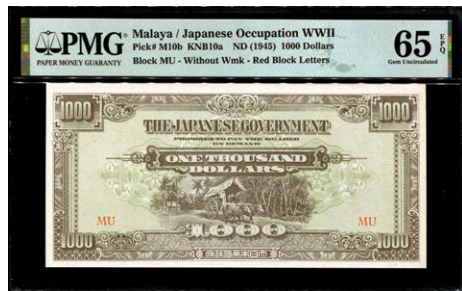 PMG
PAPER MONEY GUARANTY
Malaya / Japanese Occupation WWII
Pick# M10b KNB10a ND (1945) 1000 Dollars
Block MU - Without Wmk - Red Block Letters
65 EPQ
Gem Uncirculated
1000 1000
THE JAPANESE GOVERNMENT
PROMISES TO PAY THE BEARER
ON DEMAND
ONE THOUSAND
DOLLARS
MU MU
1000
1000 1000